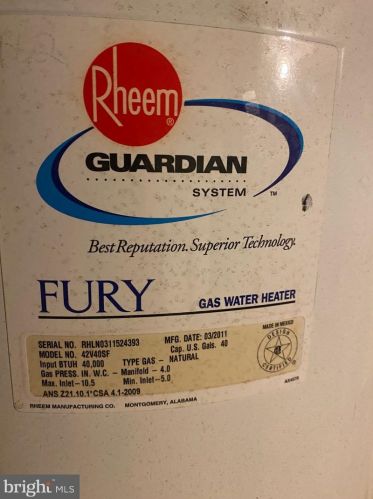 Rheem®
GUARDIAN
SYSTEM ™
Best Reputation. Superior Technology.
FURY GAS WATER HEATER
SERIAL NO. RHLN0311524393 MFG. DATE: 03/2011
MODEL NO. 42V40SF Cap. U.S. Gals. 40
Input BTUH 40,000 TYPE GAS - NATURAL
Gas PRESS. IN. W.C. - Manifold - 4.0
Max. Inlet-10.5 Min. Inlet-5.0
ANS Z21.10.1*CSA 4.1-2009
MADE IN MEXICO
DESIGN
CERTIFIED
RHEEM MANUFACTURING CO. MONTGOMERY, ALABAMA
bright MLS